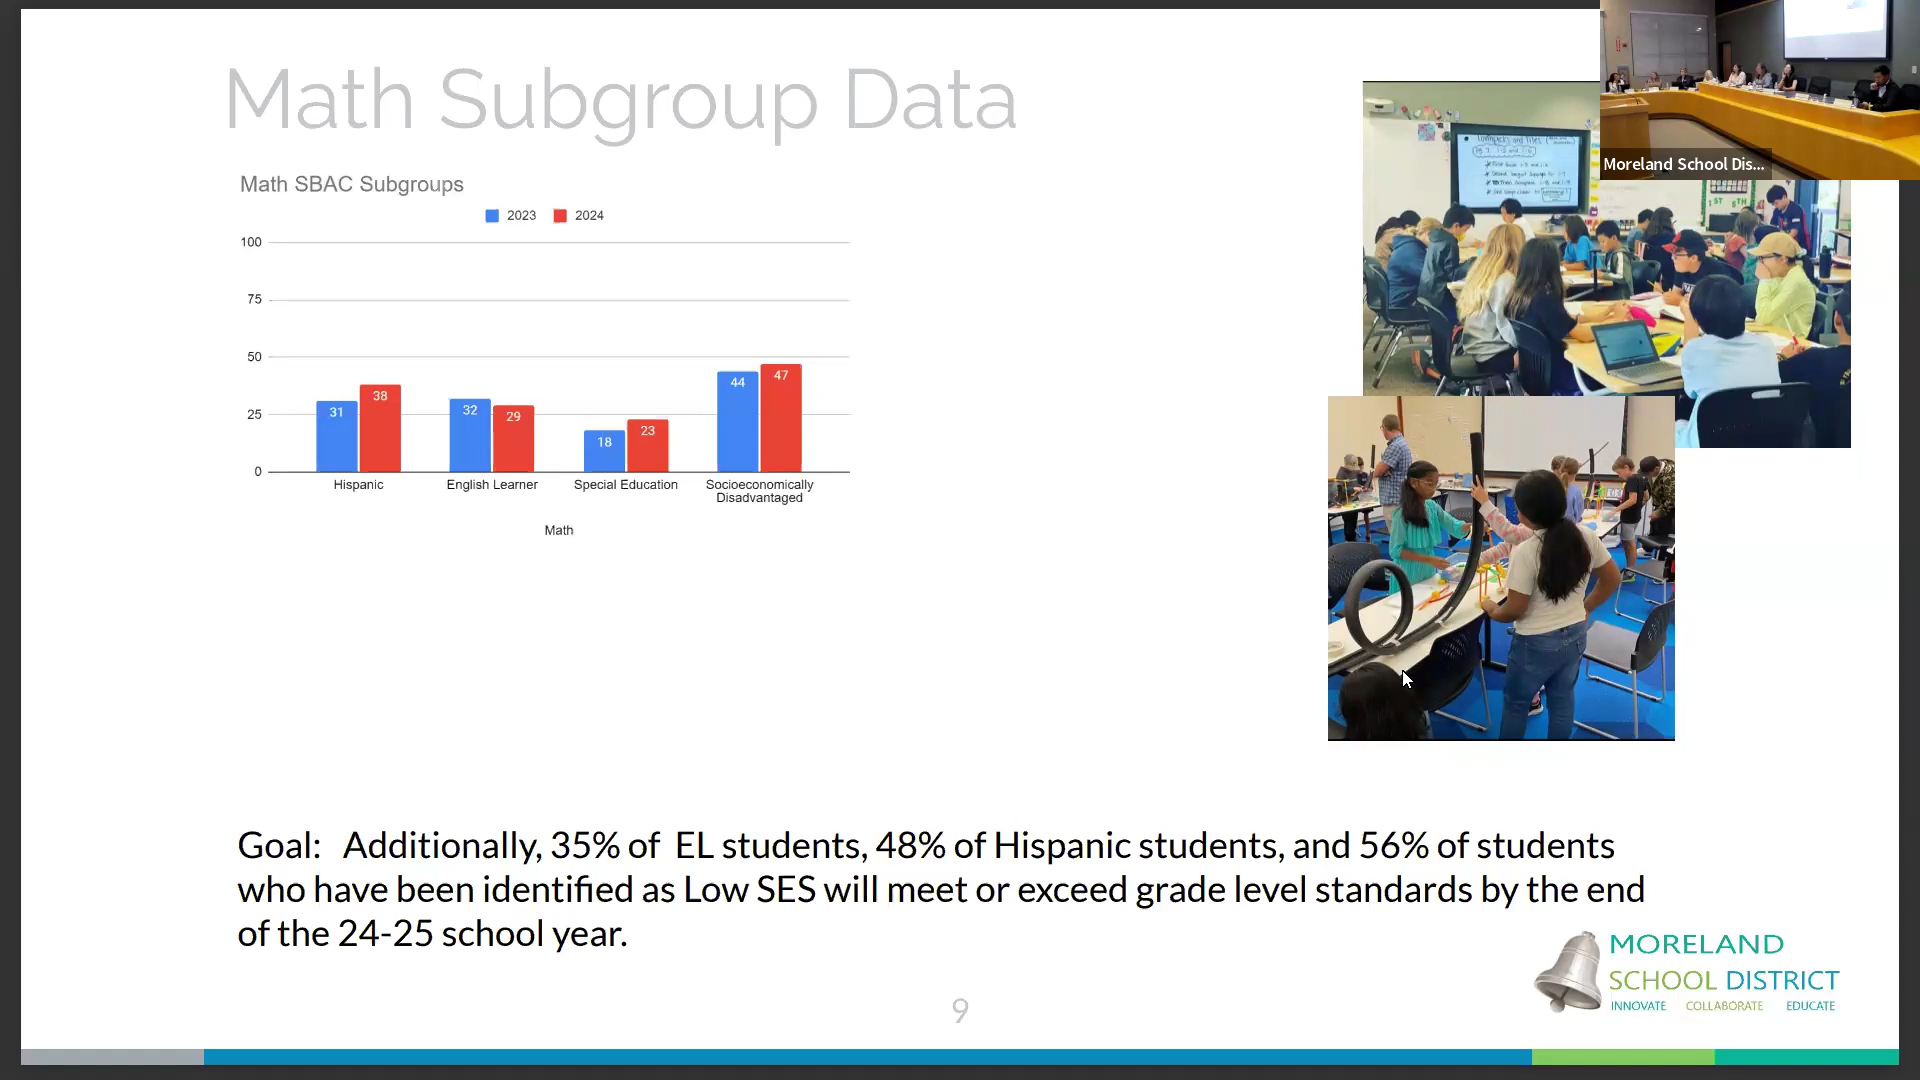 Math Subgroup Data
Math SBAC Subgroups
2023 2024
100
75
50
25
0
31 38
32 29
18 23
44 47
Hispanic English Learner Special Education Socioeconomically
Disadvantaged
Math
Moreland School Dis...
Goal: Additionally, 35% of EL students, 48% of Hispanic students, and 56% of students
who have been identified as Low SES will meet or exceed grade level standards by the end
of the 24-25 school year.
MORELAND
SCHOOL DISTRICT
INNOVATE COLLABORATE EDUCATE
9